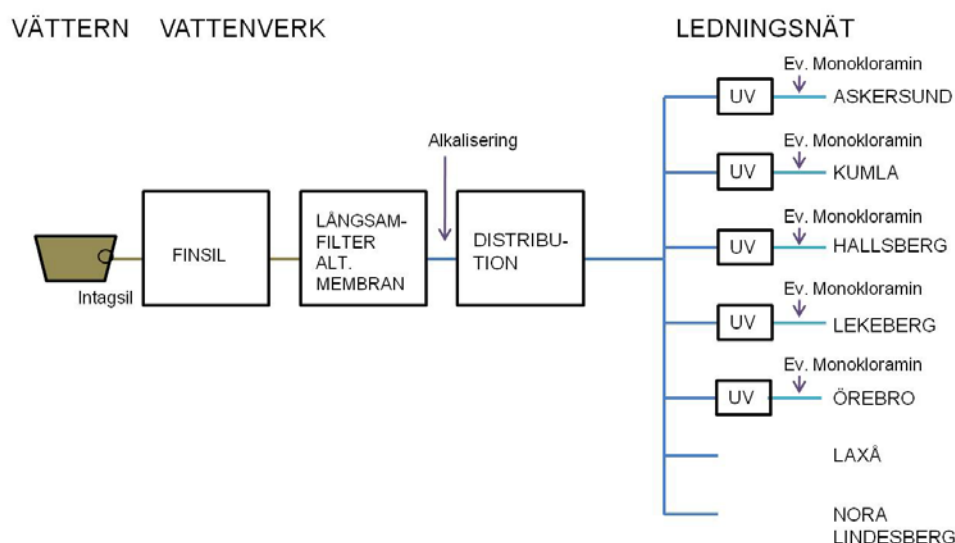 VÄTTERN VATTENVERK LEDNINGSNÄT
Ev. Monokloramin
UV ASKERSUND
Ev. Monokloramin
UV KUMLA
Alkalisering
Ev. Monokloramin
UV HALLSBERG
Intagsil
FINSIL
LÅNGSAM-
FILTER
ALT.
MEMBRAN
DISTRIBU-
TION
Ev. Monokloramin
UV LEKEBERG
Ev. Monokloramin
UV ÖREBRO
LAXÅ
NORA
LINDESBERG